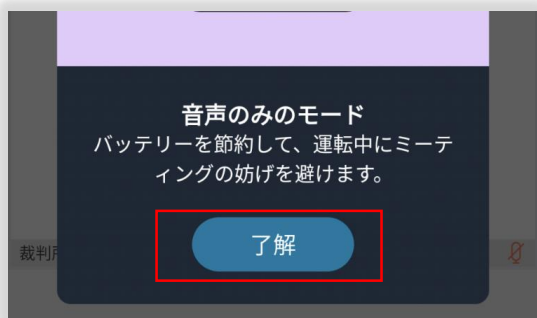 音声のみのモード
バッテリーを節約して、運転中にミーテ
ィングの妨げを避けます。
了解
裁判